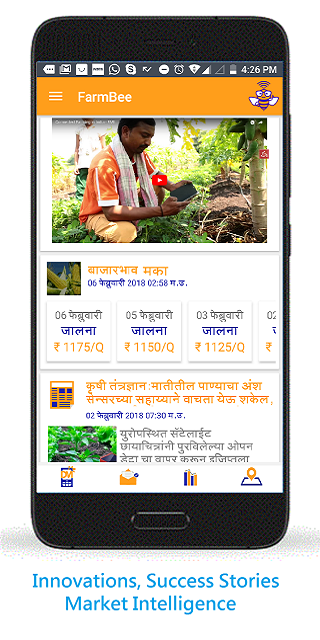 4:26 PM
FarmBee
बाजारभाव मका
06 फेब्रुवारी 2018 02:58 म.उ.
06 फेब्रुवारी
जालना
₹ 1175/Q
05 फेब्रुवारी
जालना
₹ 1150/Q
03 फेब्रुवारी
जालना
₹ 1125/Q
02
कृषी तंत्रज्ञान:मातीतील पाण्याचा अंश
सेन्सरच्या सहाय्याने वाचता येऊ शकेल,
02 फेब्रुवारी 2018 07:30 म.उ.
युरोपस्थित सॅटेलाईट
छायाचित्रांनी पुरविलेल्या ओपन
डेटा चा वापर करून इजिप्तला
Innovations, Success Stories
Market Intelligence